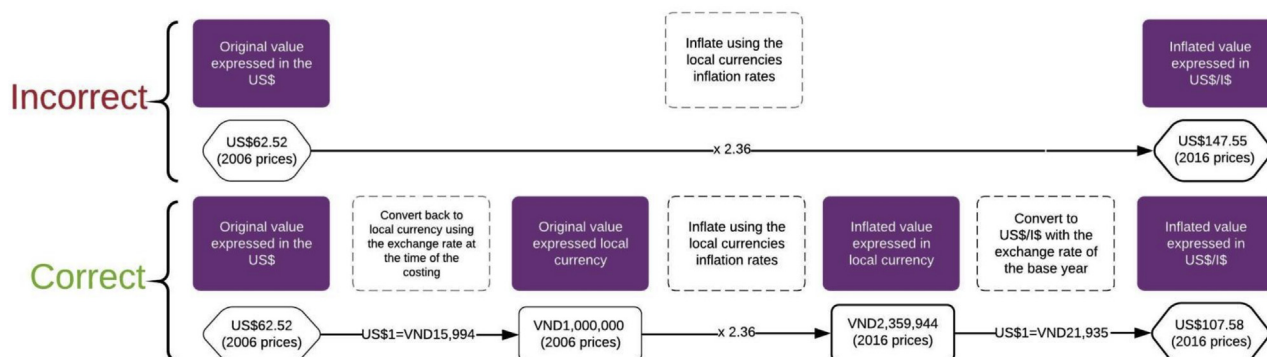 Incorrect
Original value
expressed in the
US$
Inflate using the
local currencies
inflation rates
Inflated value
expressed in
US$/I$
US$62.52
(2006 prices)
x 2.36
US$147.55
(2016 prices)
Correct
Original value
expressed in the
US$
Convert back to
local currency using
the exchange rate at
the time of the
costing
Original value
expressed local
currency
Inflate using the
local currencies
inflation rates
Inflated value
expressed in
local currency
Convert to
US$/I$ with the
exchange rate of
the base year
Inflated value
expressed in
US$/I$
US$62.52
(2006 prices)
US$1=VND15,994
VND1,000,000
(2006 prices)
x 2.36
VND2,359,944
(2016 prices)
US$1=VND21,935
US$107.58
(2016 prices)